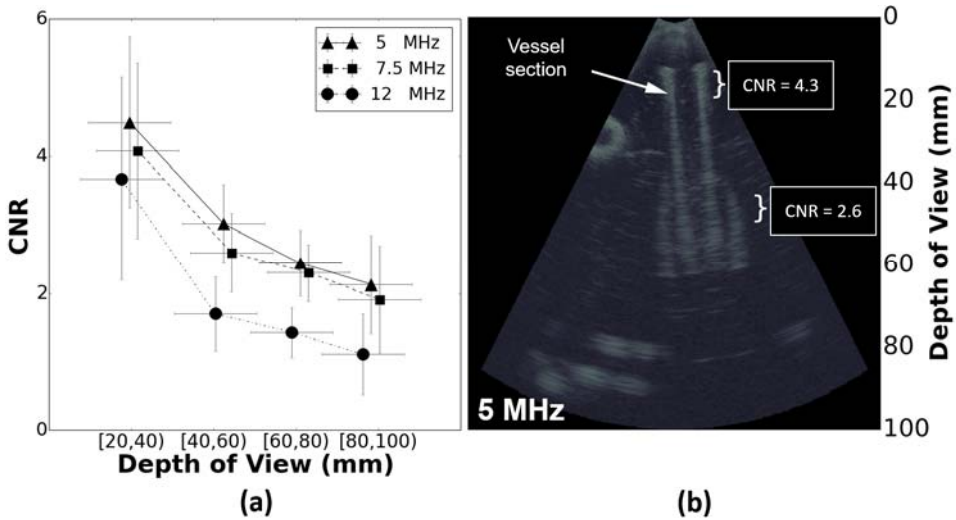 6
4
2
0
CNR
5 MHz
7.5 MHz
12 MHz
[20,40)
[40,60)
[60,80)
[80,100)
Depth of View (mm)
(a)
Vessel
section
CNR = 4.3
CNR = 2.6
5 MHz
0
20
40
60
80
100
Depth of View (mm)
(b)